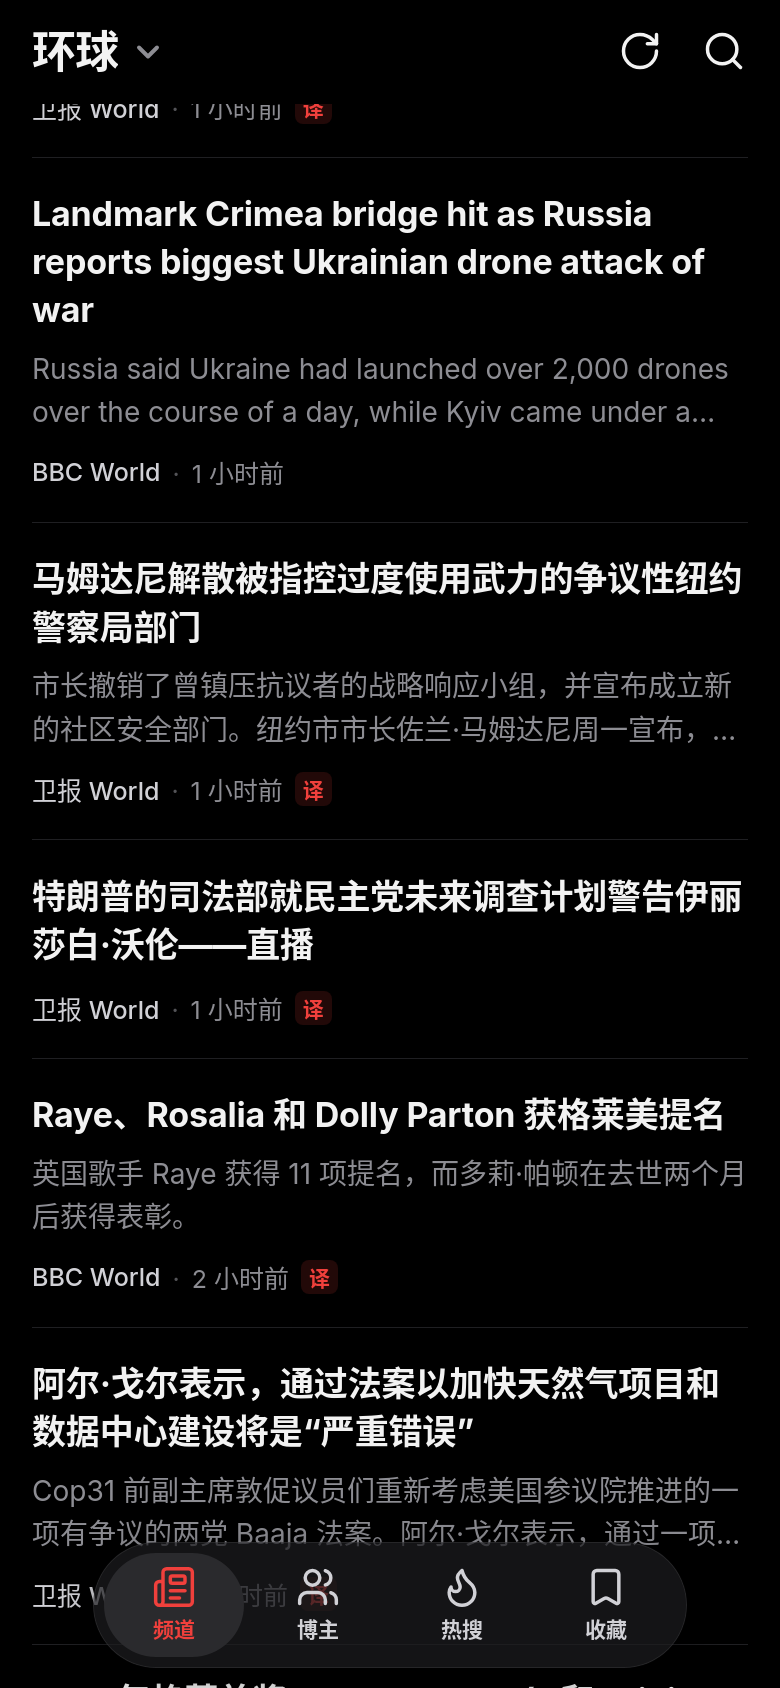 环球
卫报 World · 1 小时前 译
Landmark Crimea bridge hit as Russia
reports biggest Ukrainian drone attack of
war
Russia said Ukraine had launched over 2,000 drones
over the course of a day, while Kyiv came under a...
BBC World · 1 小时前
马姆达尼解散被指控过度使用武力的争议性纽约
警察局部门
市长撤销了曾镇压抗议者的战略响应小组，并宣布成立新
的社区安全部门。纽约市市长佐兰·马姆达尼周一宣布，...
卫报 World · 1 小时前 译
特朗普的司法部就民主党未来调查计划警告伊丽
莎白·沃伦——直播
卫报 World · 1 小时前 译
Raye、Rosalia 和 Dolly Parton 获格莱美提名
英国歌手 Raye 获得 11 项提名，而多莉·帕顿在去世两个月
后获得表彰。
BBC World · 2 小时前 译
阿尔·戈尔表示，通过法案以加快天然气项目和
数据中心建设将是“严重错误”
Cop31 前副主席敦促议员们重新考虑美国参议院推进的一
项有争议的两党 Baaja 法案。阿尔·戈尔表示，通过一项...
卫报 时前 译
频道 博主 热搜 收藏